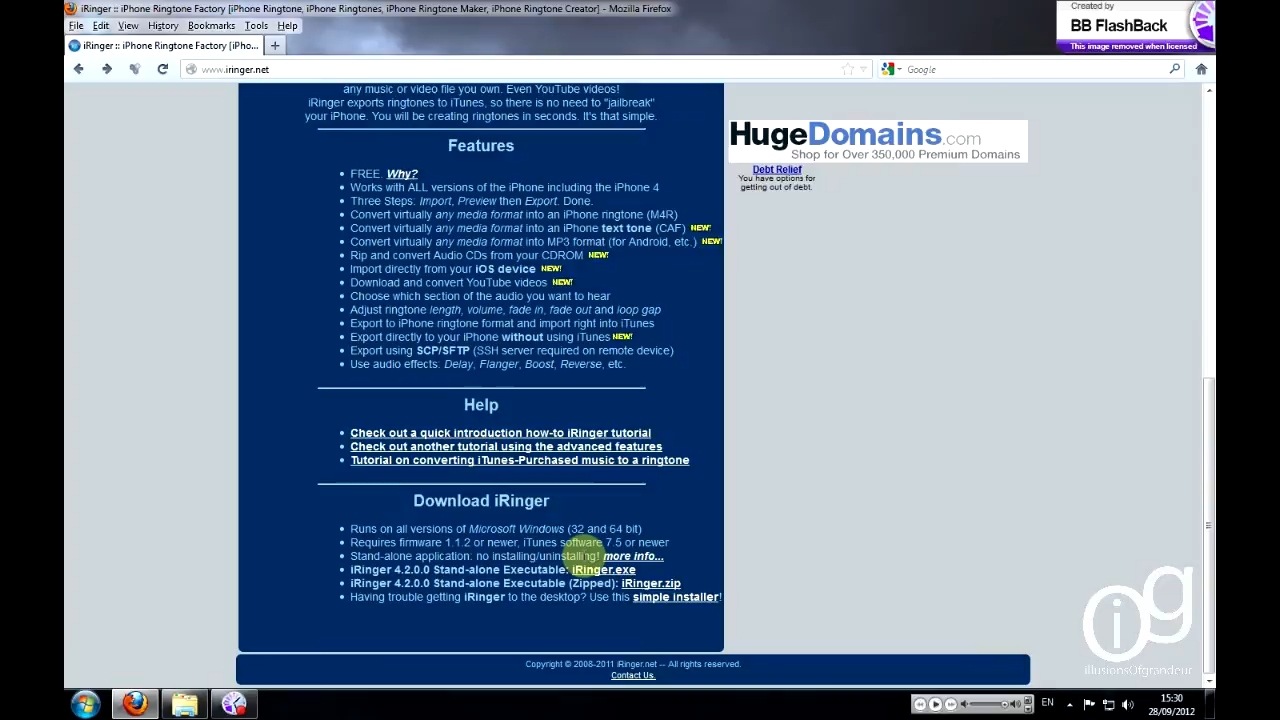 iRinger :: iPhone Ringtone Factory [iPhone Ringtone, iPhone Ringtones, iPhone Ringtone Maker, iPhone Ringtone Creator] - Mozilla Firefox
Created by
BB FlashBack
This image removed when licensed
File Edit View History Bookmarks Tools Help
iRinger :: iPhone Ringtone Factory [iPho...
www.iringer.net
Google
any music or video file you own. Even YouTube videos!
iRinger exports ringtones to iTunes, so there is no need to "jailbreak"
your iPhone. You will be creating ringtones in seconds. It's that simple.
HugeDomains.com
Shop for Over 350,000 Premium Domains
Debt Relief
You have options for
getting out of debt.
Features
FREE. Why?
Works with ALL versions of the iPhone including the iPhone 4
Three Steps: Import, Preview then Export. Done.
Convert virtually any media format into an iPhone ringtone (M4R)
Convert virtually any media format into an iPhone text tone (CAF) NEW!
Convert virtually any media format into MP3 format (for Android, etc.) NEW!
Rip and convert Audio CDs from your CDROM NEW!
Import directly from your iOS device NEW!
Download and convert YouTube videos NEW!
Choose which section of the audio you want to hear
Adjust ringtone length, volume, fade in, fade out and loop gap
Export to iPhone ringtone format and import right into iTunes
Export directly to your iPhone without using iTunes NEW!
Export using SCP/SFTP (SSH server required on remote device)
Use audio effects: Delay, Flanger, Boost, Reverse, etc.
Help
Check out a quick introduction how-to iRinger tutorial
Check out another tutorial using the advanced features
Tutorial on converting iTunes-Purchased music to a ringtone
Download iRinger
Runs on all versions of Microsoft Windows (32 and 64 bit)
Requires firmware 1.1.2 or newer, iTunes software 7.5 or newer
Stand-alone application: no installing/uninstalling! more info...
iRinger 4.2.0.0 Stand-alone Executable: iRinger.exe
iRinger 4.2.0.0 Stand-alone Executable (Zipped): iRinger.zip
Having trouble getting iRinger to the desktop? Use this simple installer!
Copyright © 2008-2011 iRinger.net -- All rights reserved.
Contact Us.
iG
illusionsOfgrandeur
EN
15:30
28/09/2012